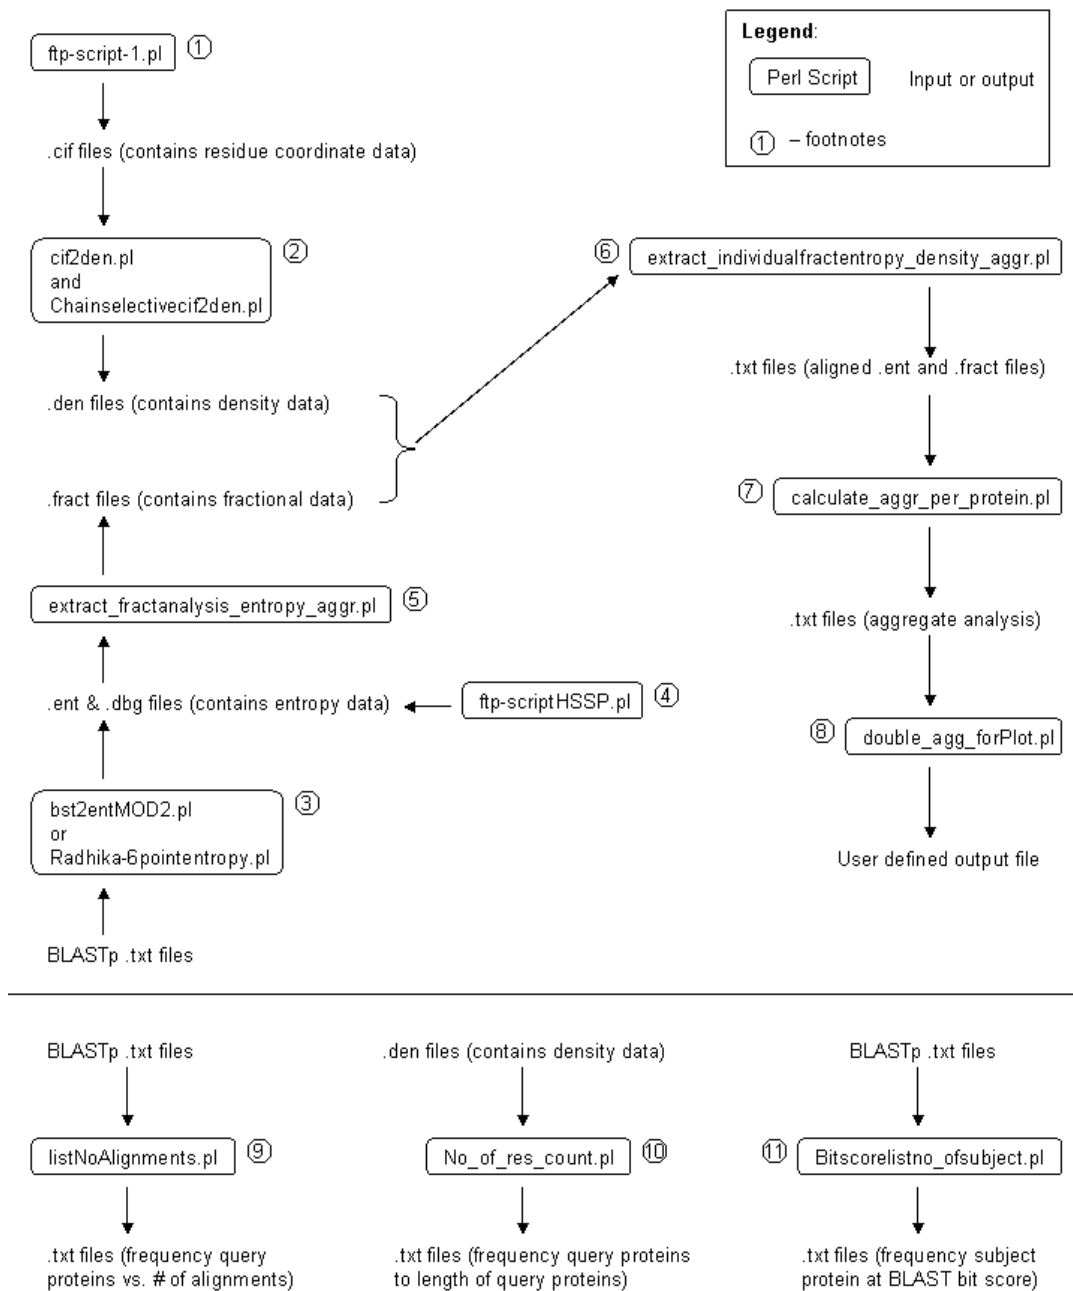 ftp-script-1.pl 1
Legend:
Perl Script Input or output
1 – footnotes
.cif files (contains residue coordinate data)
cif2den.pl
and
Chainselectivecif2den.pl
2
6 extract_individualfractentropy_density_aggr.pl
.txt files (aligned .ent and .fract files)
.den files (contains density data)
.fract files (contains fractional data)
7 calculate_aggr_per_protein.pl
extract_fractanalysis_entropy_aggr.pl 5
.txt files (aggregate analysis)
.ent & .dbg files (contains entropy data)
ftp-scriptHSSP.pl 4
8 double_agg_forPlot.pl
bst2entMOD2.pl
or
Radhika-6pointentropy.pl
3
User defined output file
BLASTp .txt files
BLASTp .txt files
listNoAlignments.pl 9
.txt files (frequency query
proteins vs. # of alignments)
.den files (contains density data)
No_of_res_count.pl 10
.txt files (frequency query proteins
to length of query proteins)
BLASTp .txt files
11 Bitscorelistno_ofsubject.pl
.txt files (frequency subject
protein at BLAST bit score)